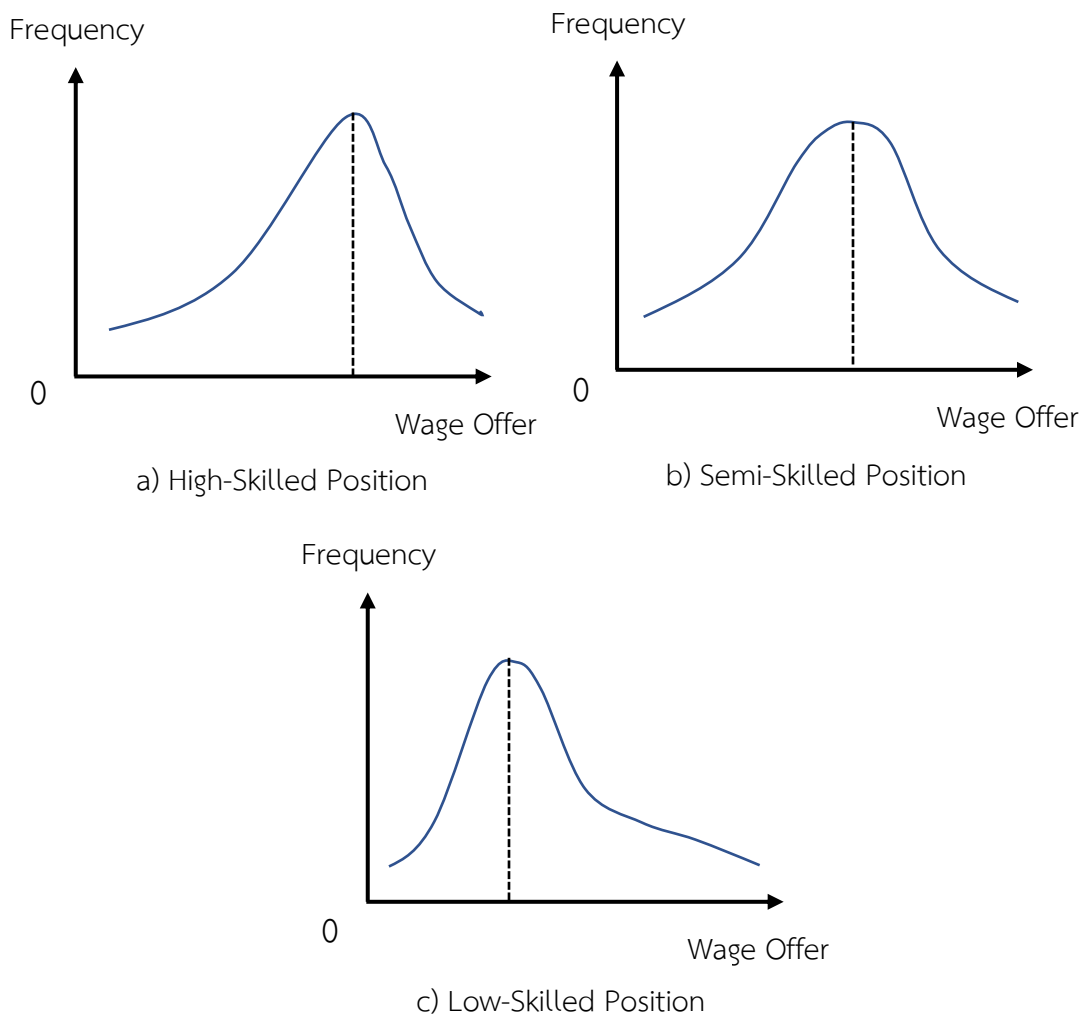 Frequency
Frequency
0
Wage Offer
0
Wage Offer
a) High-Skilled Position
b) Semi-Skilled Position
Frequency
0
Wage Offer
c) Low-Skilled Position